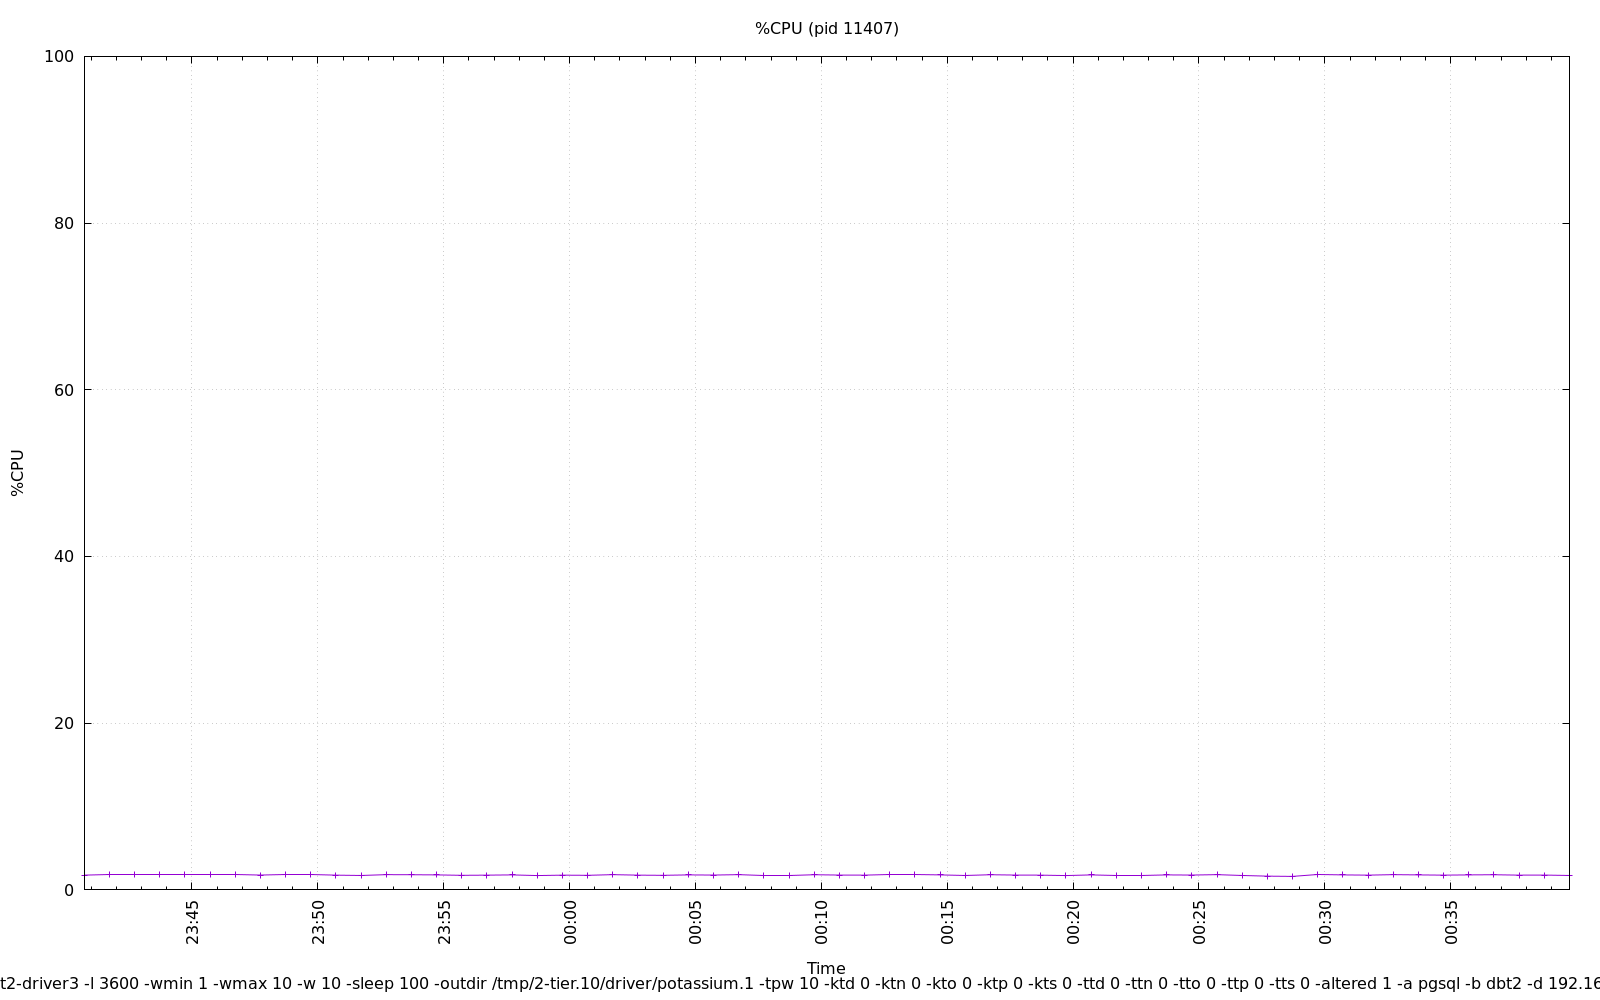 %CPU (pid 11407)
100
80
60
40
20
0
%CPU
23:45 23:50 23:55 00:00 00:05 00:10 00:15 00:20 00:25 00:30 00:35
Time
t2-driver3 -l 3600 -wmin 1 -wmax 10 -w 10 -sleep 100 -outdir /tmp/2-tier.10/driver/potassium.1 -tpw 10 -ktd 0 -ktn 0 -kto 0 -ktp 0 -kts 0 -ttd 0 -ttn 0 -tto 0 -ttp 0 -tts 0 -altered 1 -a pgsql -b dbt2 -d 192.16